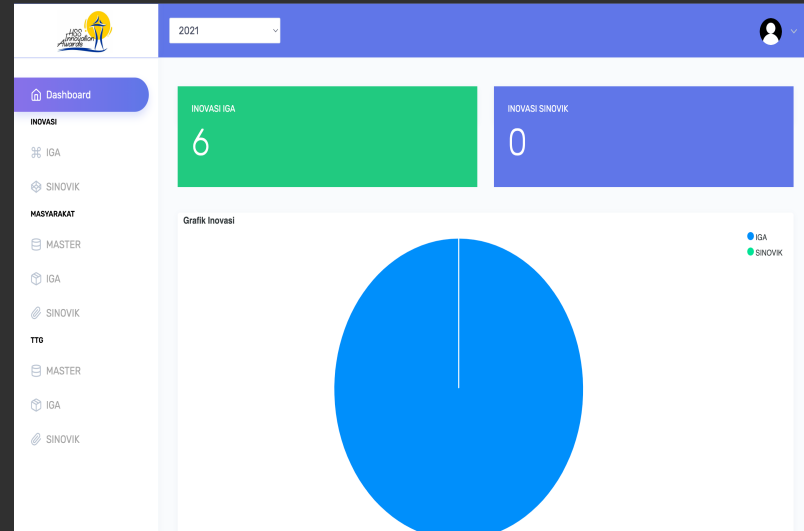 HSS
Innovation
Awards
2021
Dashboard
INOVASI
IGA
SINOVIK
MASYARAKAT
MASTER
IGA
SINOVIK
TTG
MASTER
IGA
SINOVIK
INOVASI IGA
6
INOVASI SINOVIK
0
Grafik Inovasi
IGA
SINOVIK